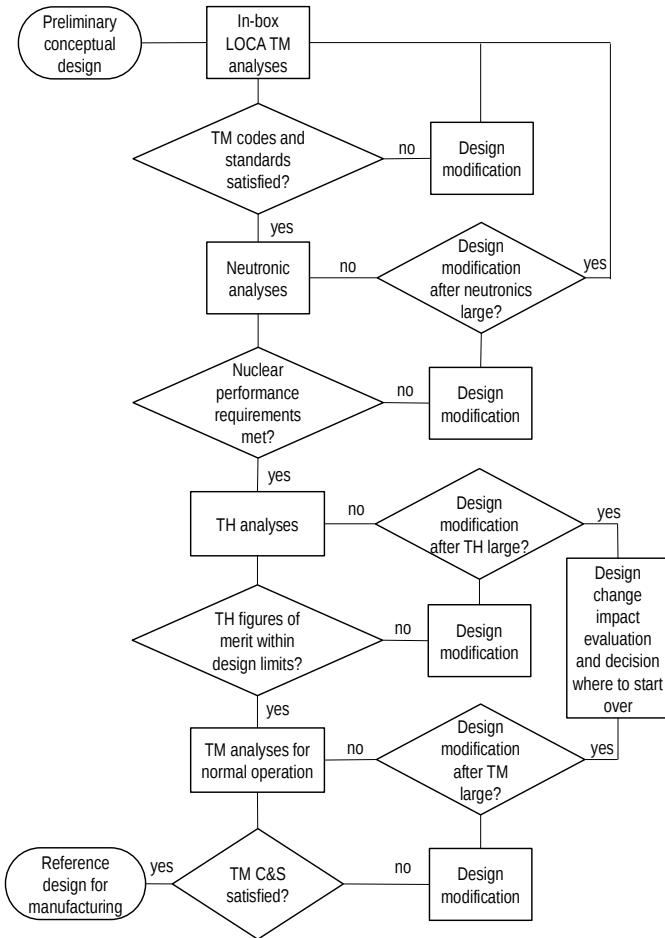 Preliminary
conceptual
design
In-box
LOCA TM
analyses
TM codes and
standards
satisfied?
no
Design
modification
yes
Neutronic
analyses
no
Design
modification
after neutronics
large?
yes
Nuclear
performance
requirements
met?
no
Design
modification
yes
TH analyses
no
Design
modification
after TH large?
yes
Design
change
impact
evaluation
and decision
where to start
over
TH figures of
merit within
design limits?
no
Design
modification
yes
TM analyses for
normal operation
no
Design
modification
after TM
large?
yes
Reference
design for
manufacturing
yes
TM C&S
satisfied?
no
Design
modification